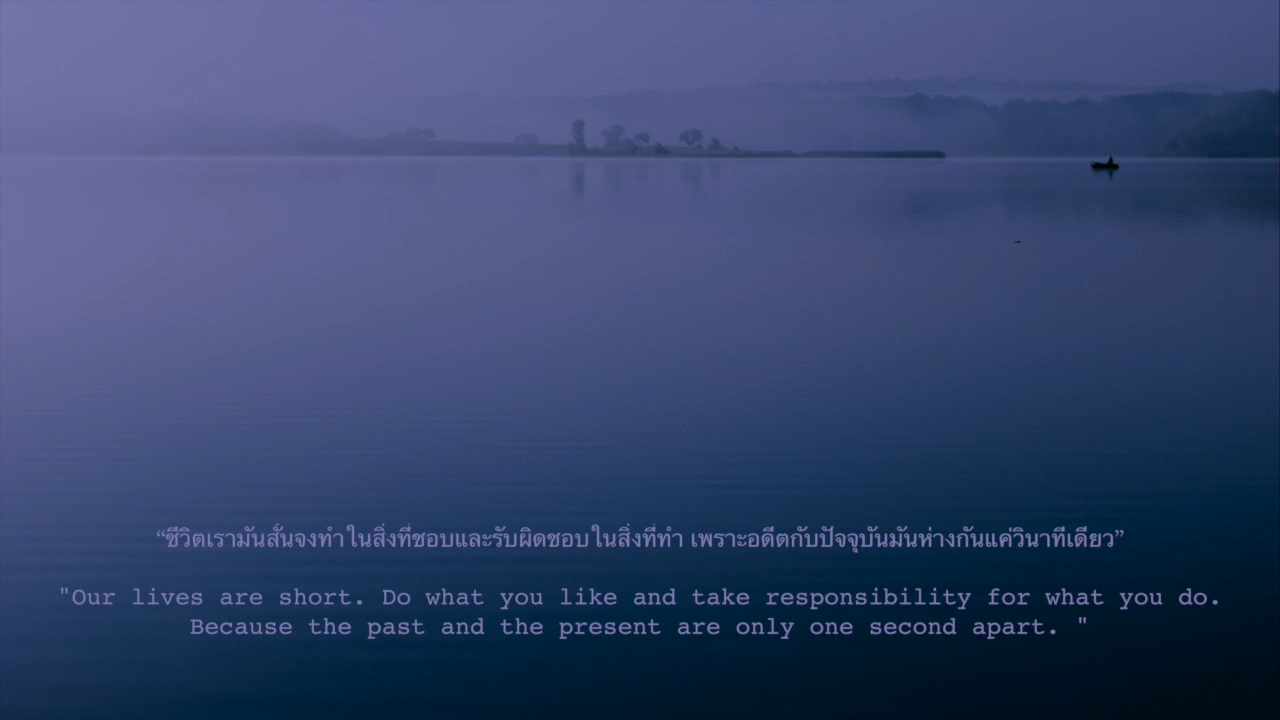 “ชีวิตเรามันสั้นจงทำในสิ่งที่ชอบและรับผิดชอบในสิ่งที่ทำ เพราะอดีตกับปัจจุบันมันห่างกันแค่วินาทีเดียว”
"Our lives are short. Do what you like and take responsibility for what you do.
Because the past and the present are only one second apart. "